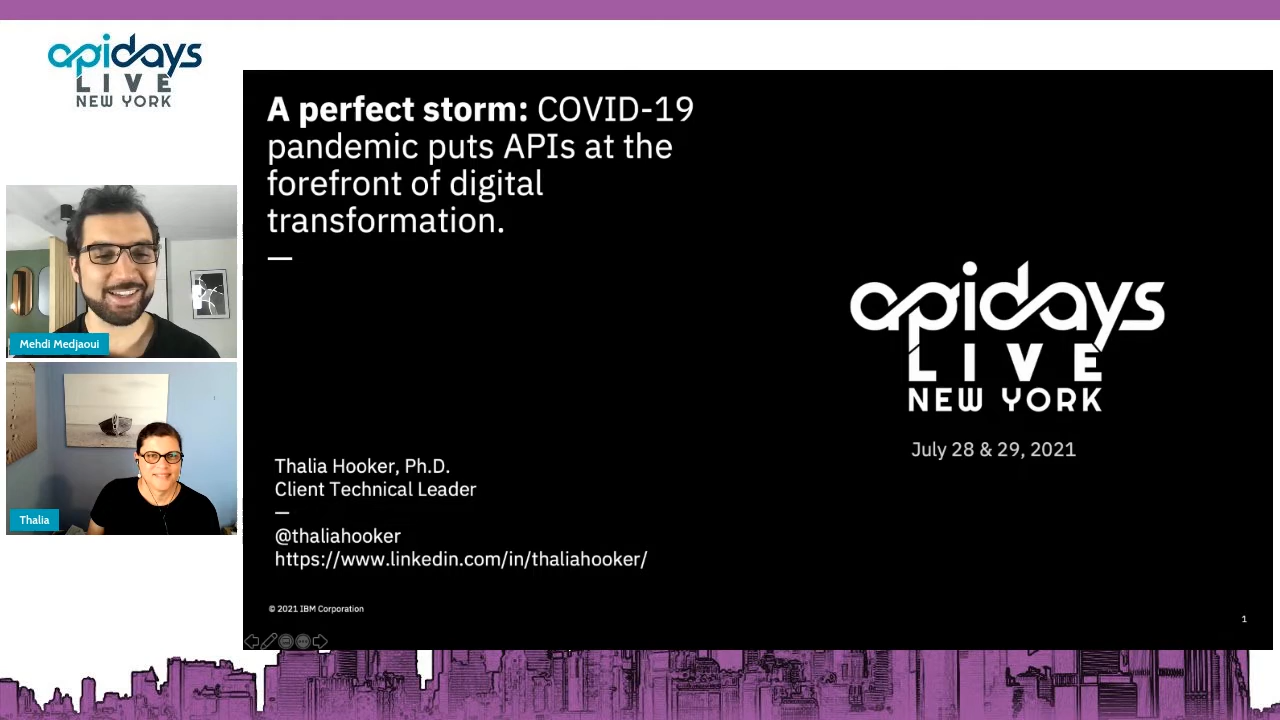 apidays
LIVE
NEW YORK
A perfect storm: COVID-19
pandemic puts APIs at the
forefront of digital
transformation.
—
Mehdi Medjaoui
Thalia
apidays
LIVE
NEW YORK
July 28 & 29, 2021
Thalia Hooker, Ph.D.
Client Technical Leader
—
@thaliahooker
https://www.linkedin.com/in/thaliahooker/
© 2021 IBM Corporation
1